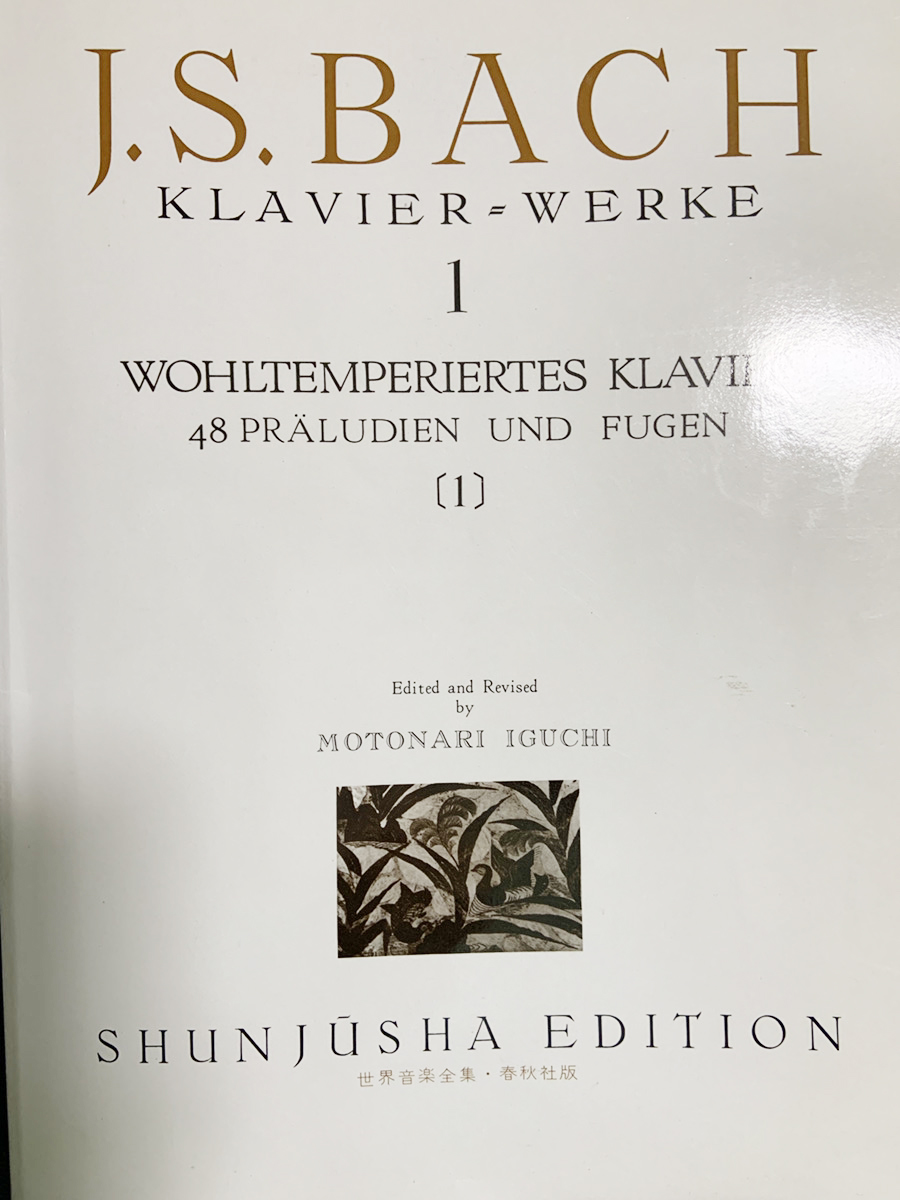 J.S. BACH
KLAVIER=WERKE
1
WOHLTEMPERIERTES
48 PRÄLUDIEN UND FUGEN
〔1〕
Edited and Revised
by
MOTONARI IGUCHI
SHUNJŪSHA EDITION
世界音楽全集・春秋社版